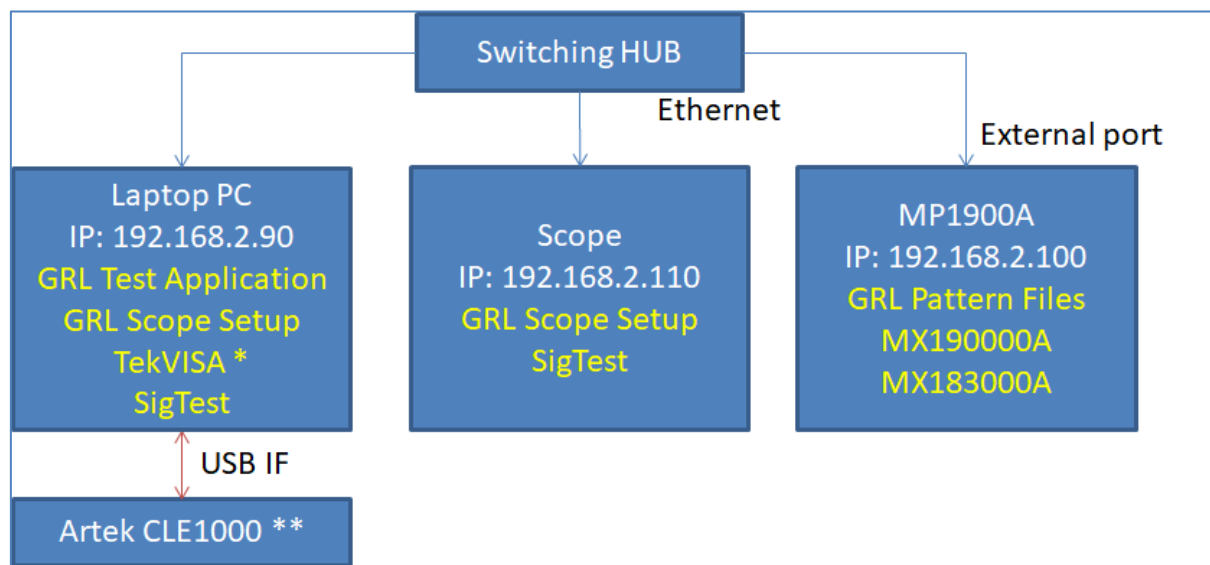 Switching HUB
Ethernet
External port
Laptop PC
IP: 192.168.2.90
GRL Test Application
GRL Scope Setup
TekVISA *
SigTest
Scope
IP: 192.168.2.110
GRL Scope Setup
SigTest
MP1900A
IP: 192.168.2.100
GRL Pattern Files
MX190000A
MX183000A
USB IF
Artek CLE1000 **